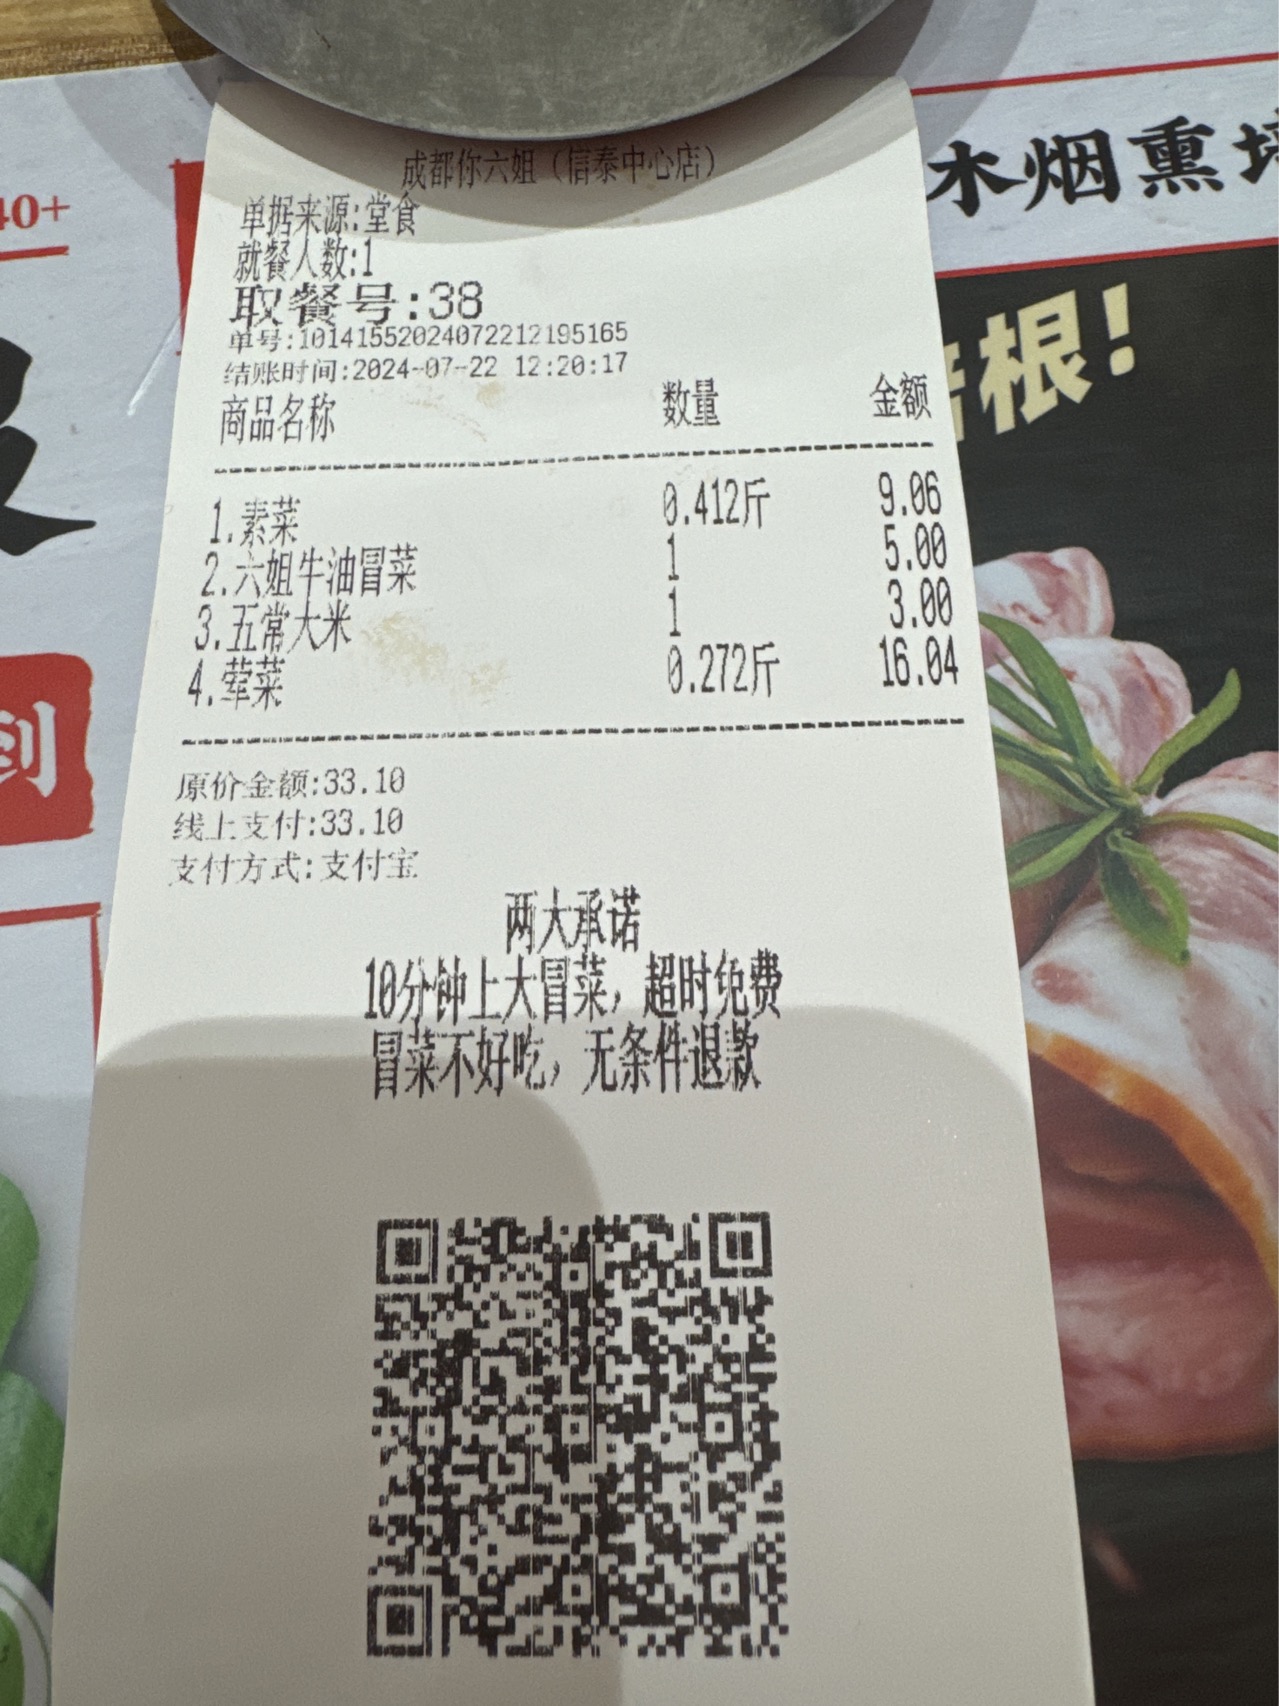 成都你六姐（信泰中心店）
单据来源:堂食
就餐人数:1
取餐号:38
单号:10141552024072212195165
结账时间:2024-07-22 12:20:17
商品名称 数量 金额
1.素菜 0.412斤 9.06
2.六姐牛油冒菜 1 5.00
3.五常大米 1 3.00
4.荤菜 0.272斤 16.04
原价金额:33.10
线上支付:33.10
支付方式:支付宝
两大承诺
10分钟上大冒菜，超时免费
冒菜不好吃，无条件退款
40+
到
木烟熏培
培根!